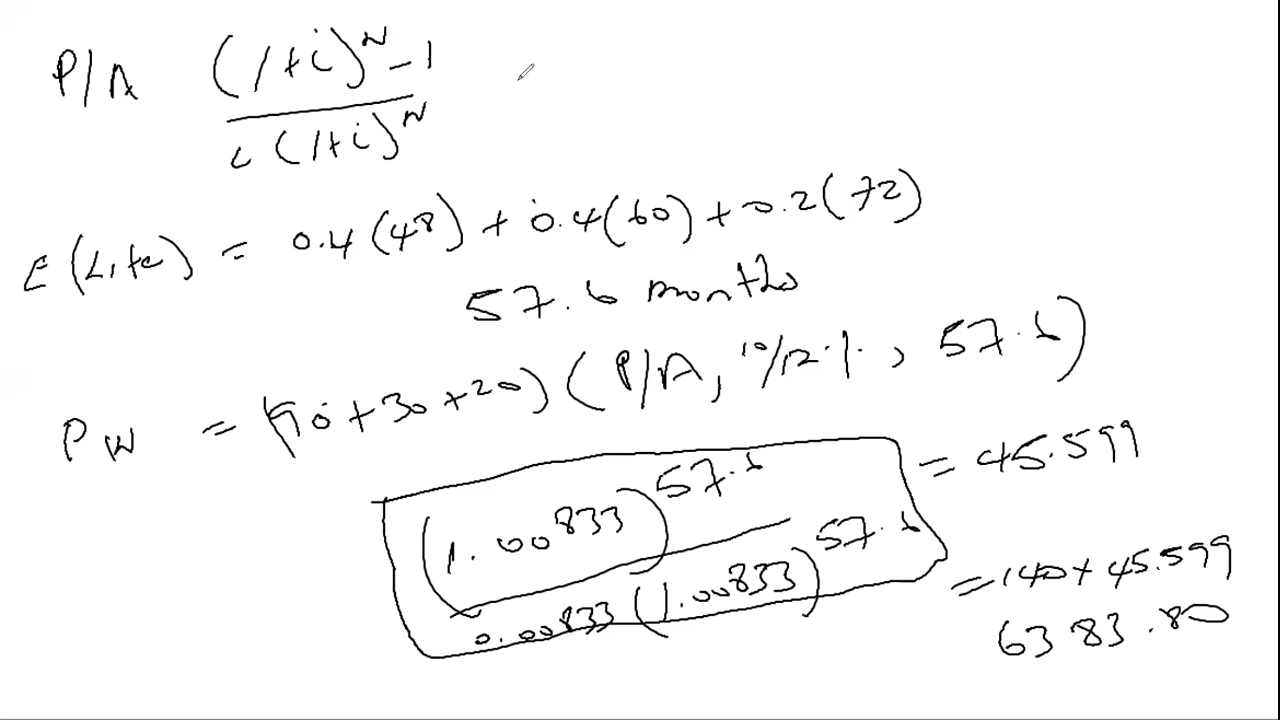 P/A (1+i)^N - 1
i (1+i)^N
E(Life) = 0.4(48) + 0.4(60) + 0.2(72)
57.6 months
PW = (90+30+20) (P/A, 10/12%, 57.6)
(1.00833)^57.6 = 45.599
0.00833 (1.00833)^57.6
= 140 × 45.599
6383.80